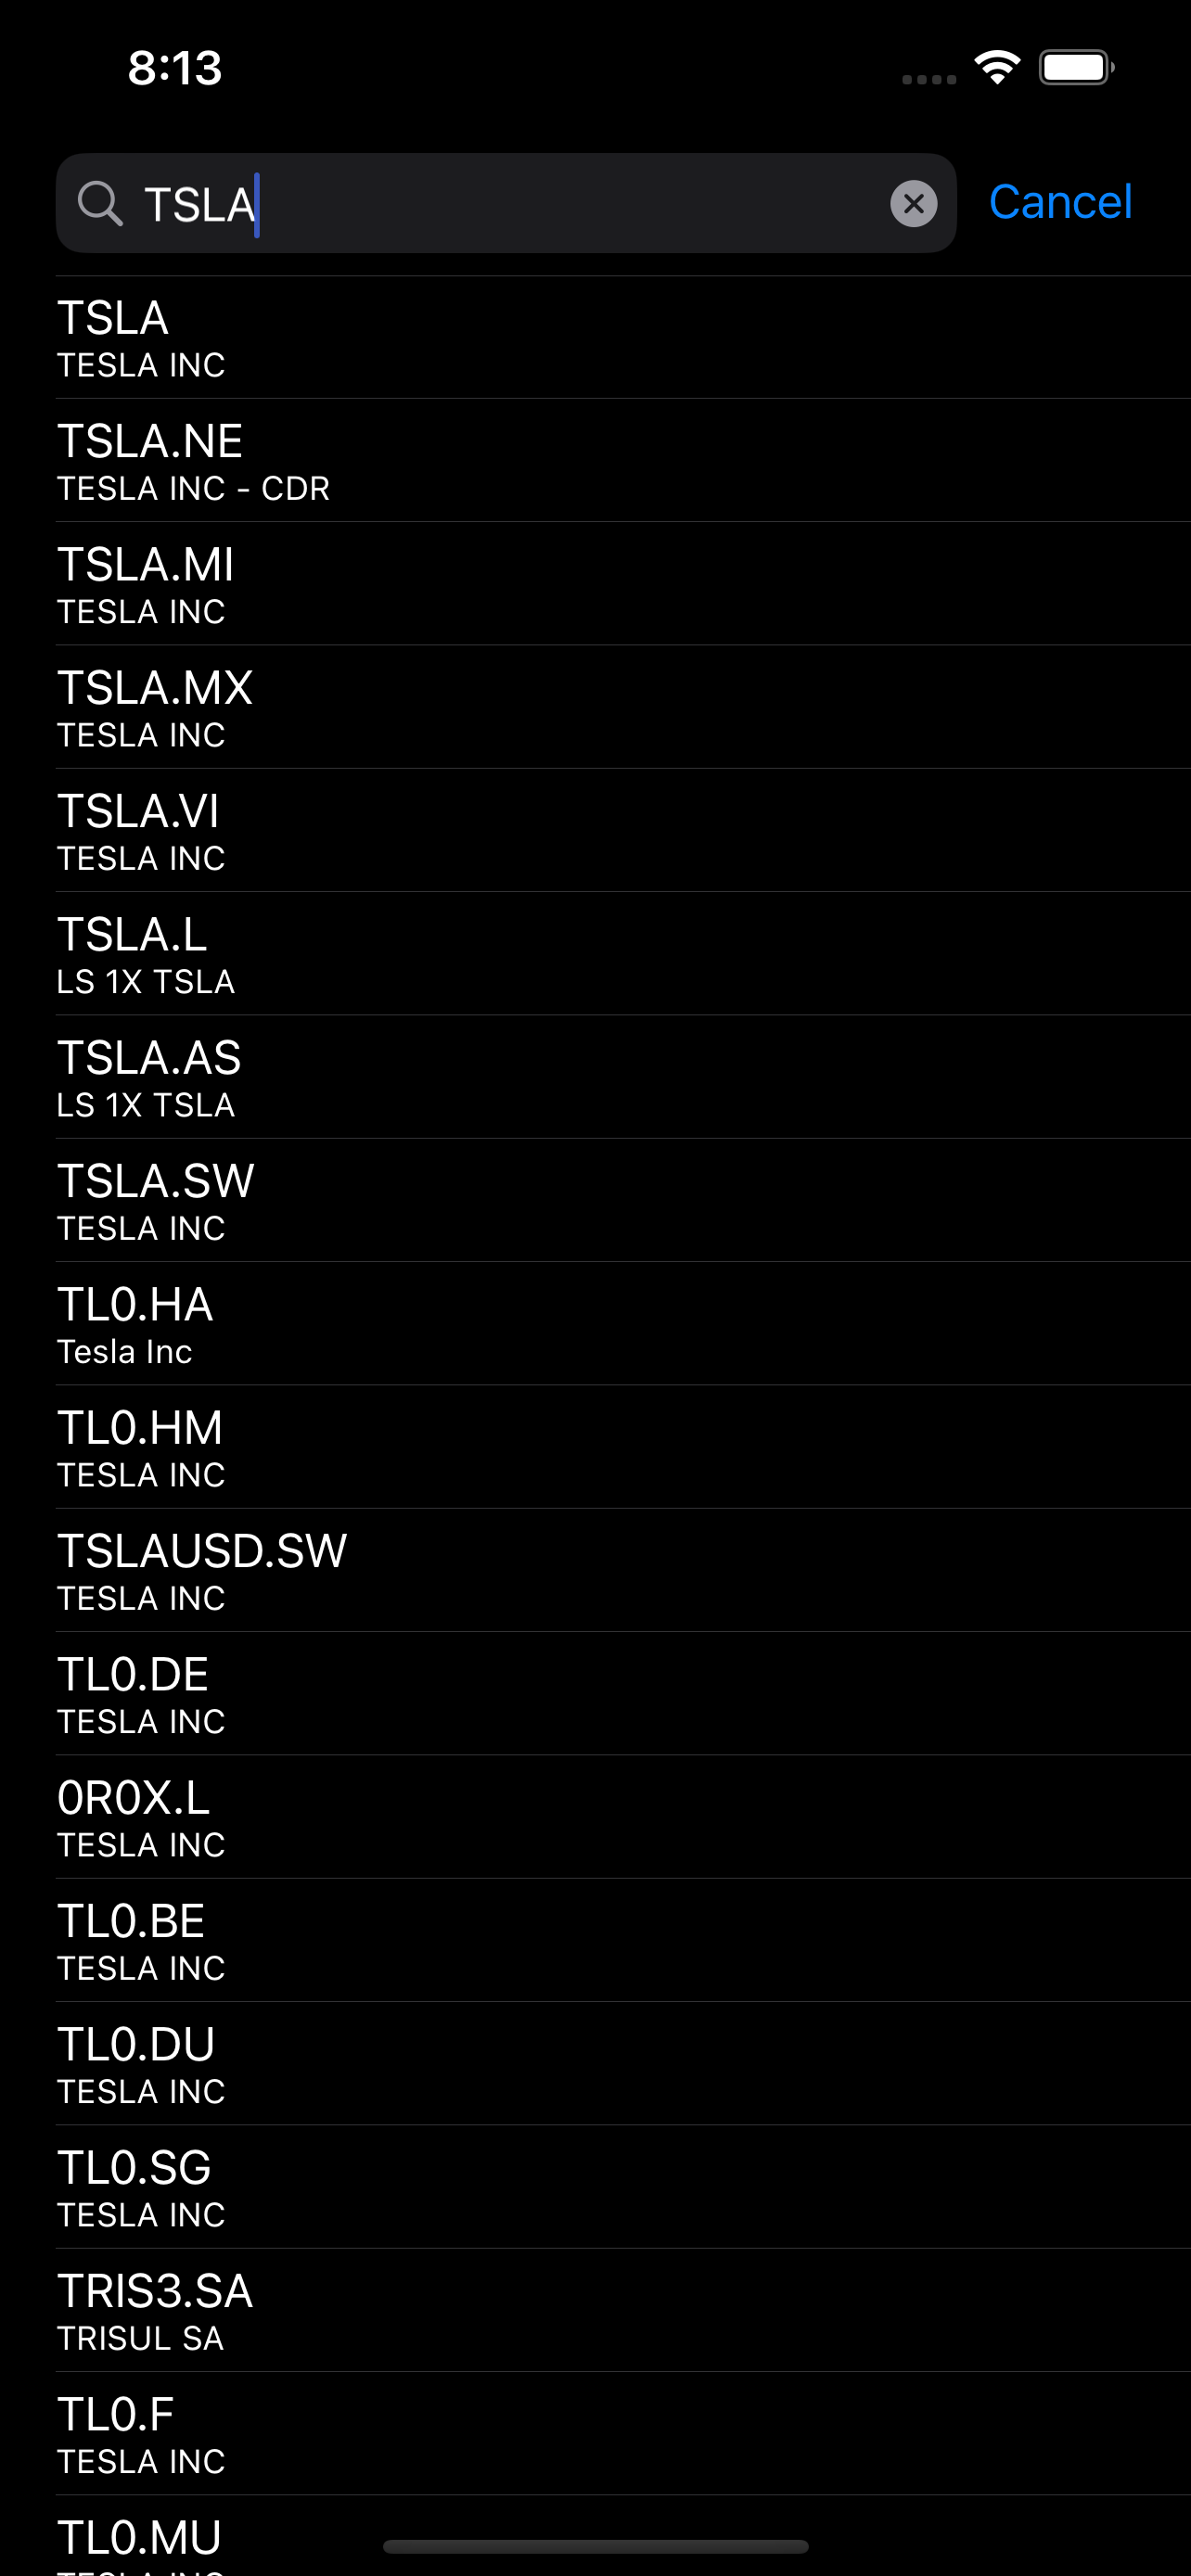 8:13
TSLA
Cancel
TSLA
TESLA INC
TSLA.NE
TESLA INC - CDR
TSLA.MI
TESLA INC
TSLA.MX
TESLA INC
TSLA.VI
TESLA INC
TSLA.L
LS 1X TSLA
TSLA.AS
LS 1X TSLA
TSLA.SW
TESLA INC
TL0.HA
Tesla Inc
TL0.HM
TESLA INC
TSLAUSD.SW
TESLA INC
TL0.DE
TESLA INC
0R0X.L
TESLA INC
TL0.BE
TESLA INC
TL0.DU
TESLA INC
TL0.SG
TESLA INC
TRIS3.SA
TRISUL SA
TL0.F
TESLA INC
TL0.MU